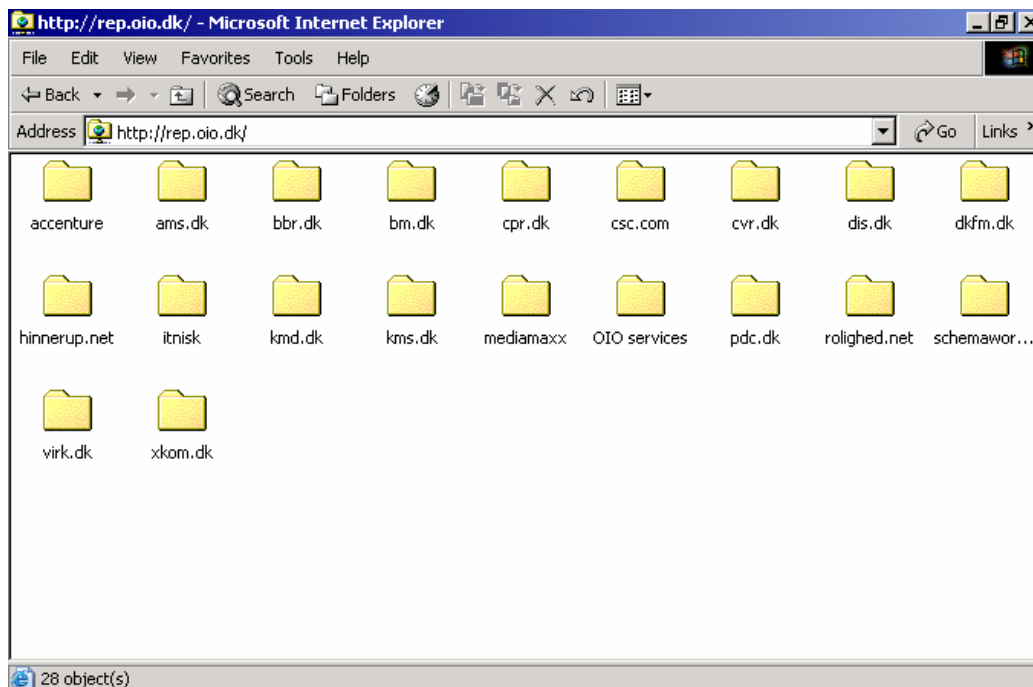 http://rep.oio.dk/ - Microsoft Internet Explorer
File Edit View Favorites Tools Help
Back Search Folders
Address http://rep.oio.dk/ Go Links
accenture ams.dk bbr.dk bm.dk cpr.dk csc.com cvr.dk dis.dk dkfm.dk
hinnerup.net itnisk kmd.dk kms.dk mediamaxx OIO services pdc.dk rolighed.net schemawor...
virk.dk xkom.dk
28 object(s)